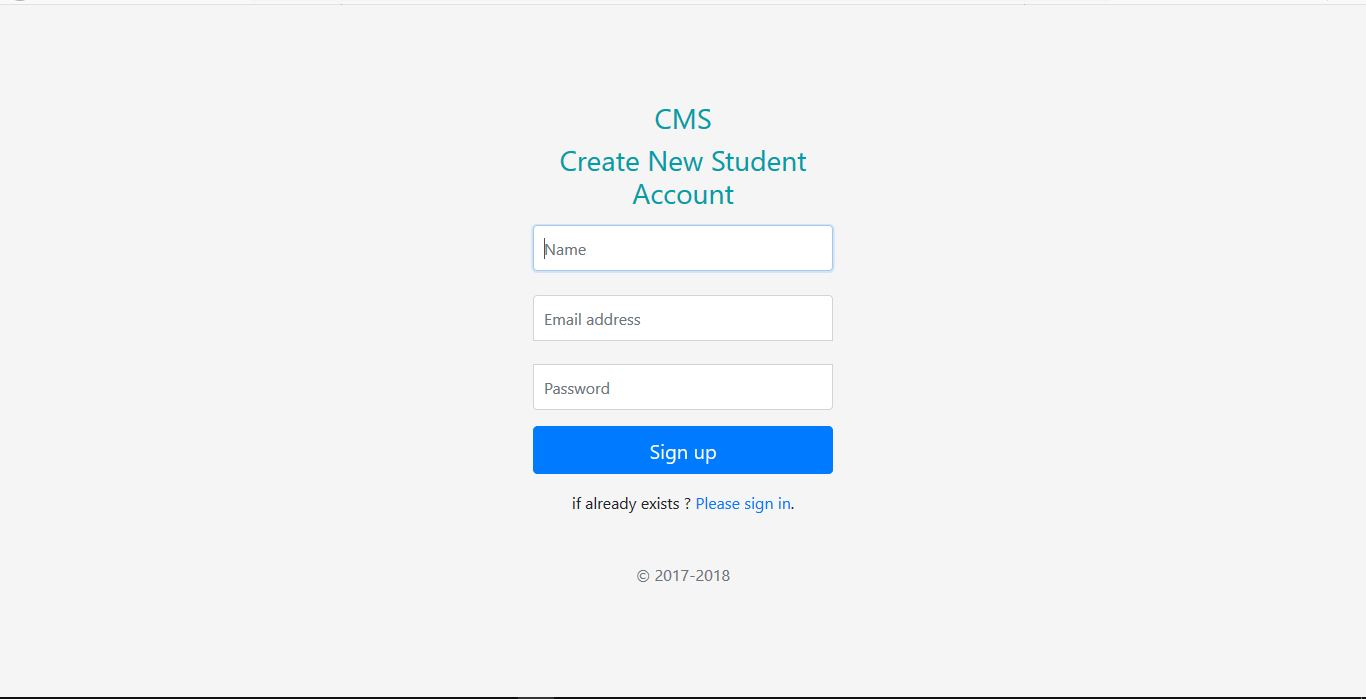 CMS
Create New Student
Account
Name
Email address
Password
Sign up
if already exists ? Please sign in.
© 2017-2018